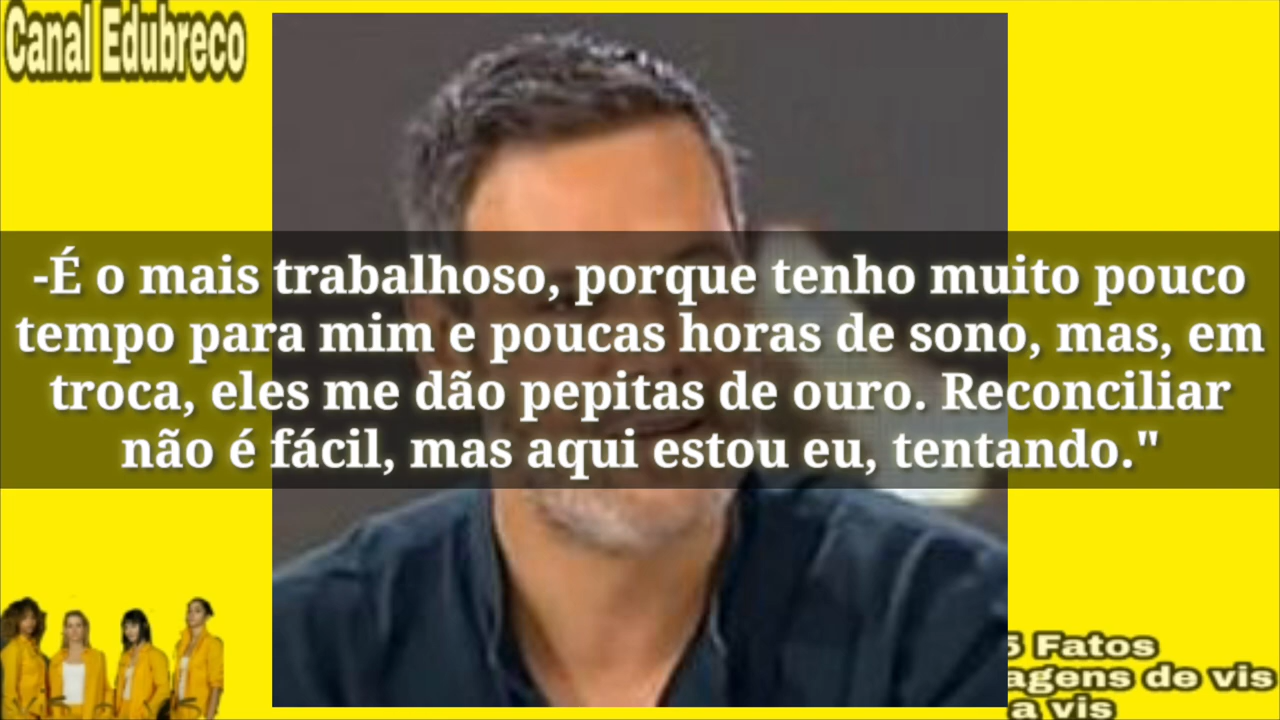 Canal Edubreco
-É o mais trabalhoso, porque tenho muito pouco
tempo para mim e poucas horas de sono, mas, em
troca, eles me dão pepitas de ouro. Reconciliar
não é fácil, mas aqui estou eu, tentando."
5 Fatos
agens de vis
a vis